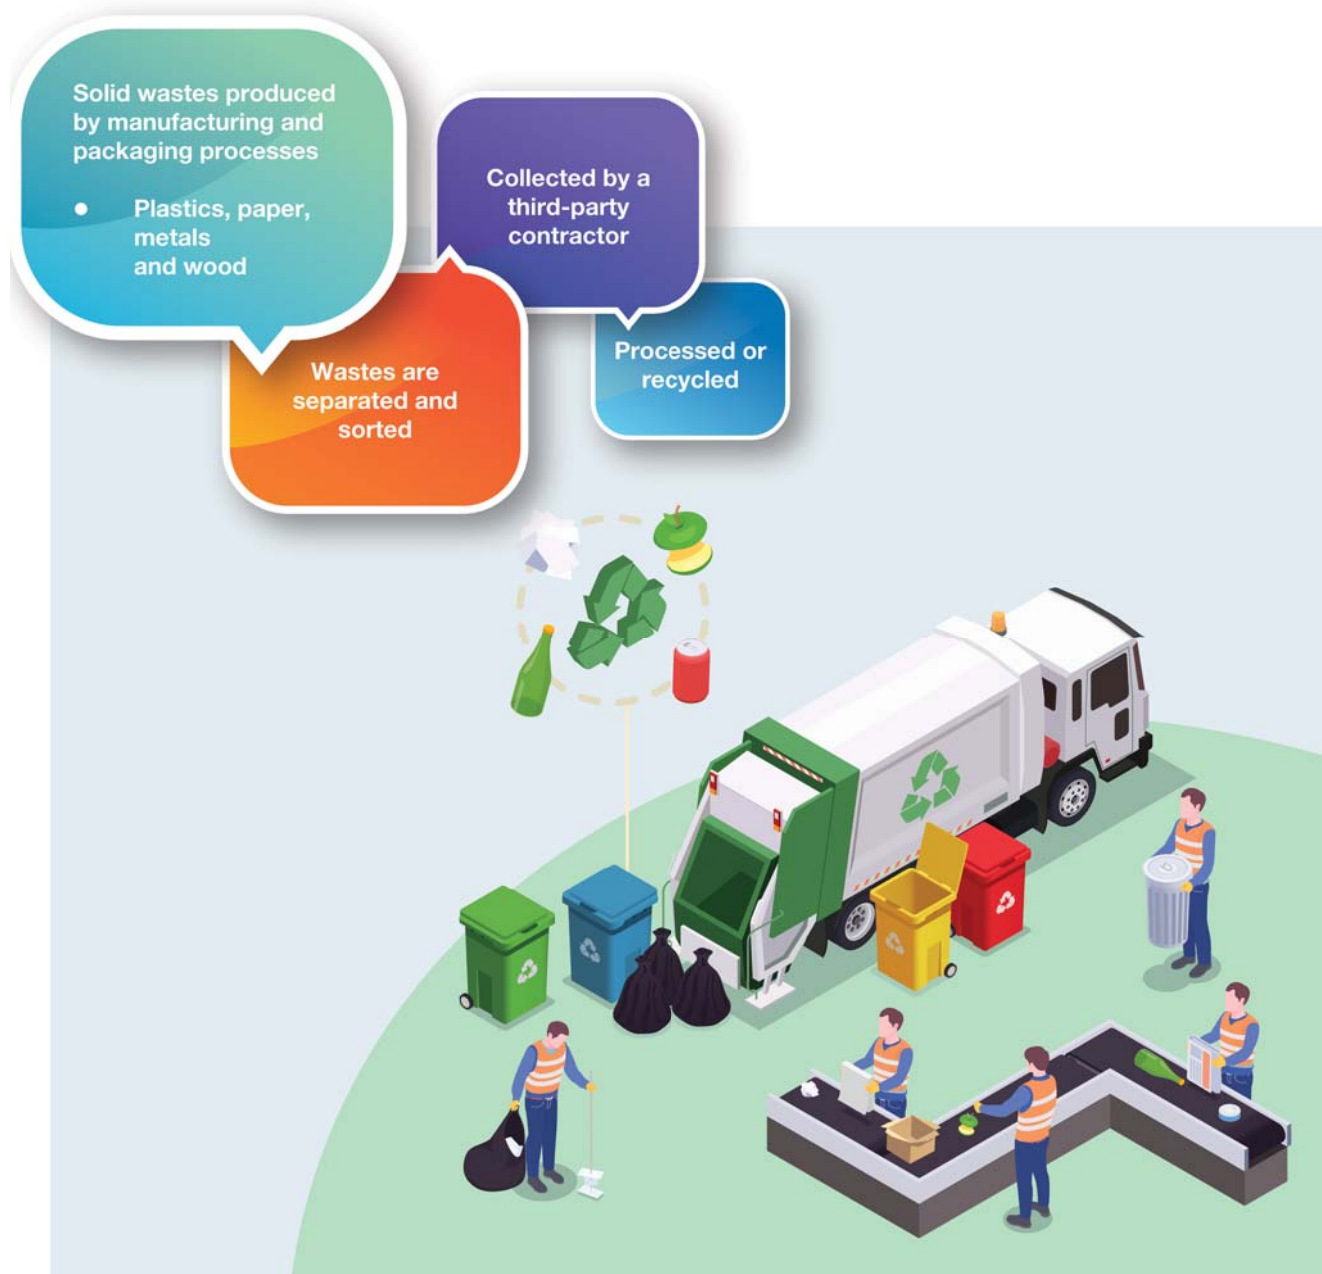 Solid wastes produced
by manufacturing and
packaging processes
● Plastics, paper,
metals
and wood
Wastes are
separated and
sorted
Collected by a
third-party
contractor
Processed or
recycled